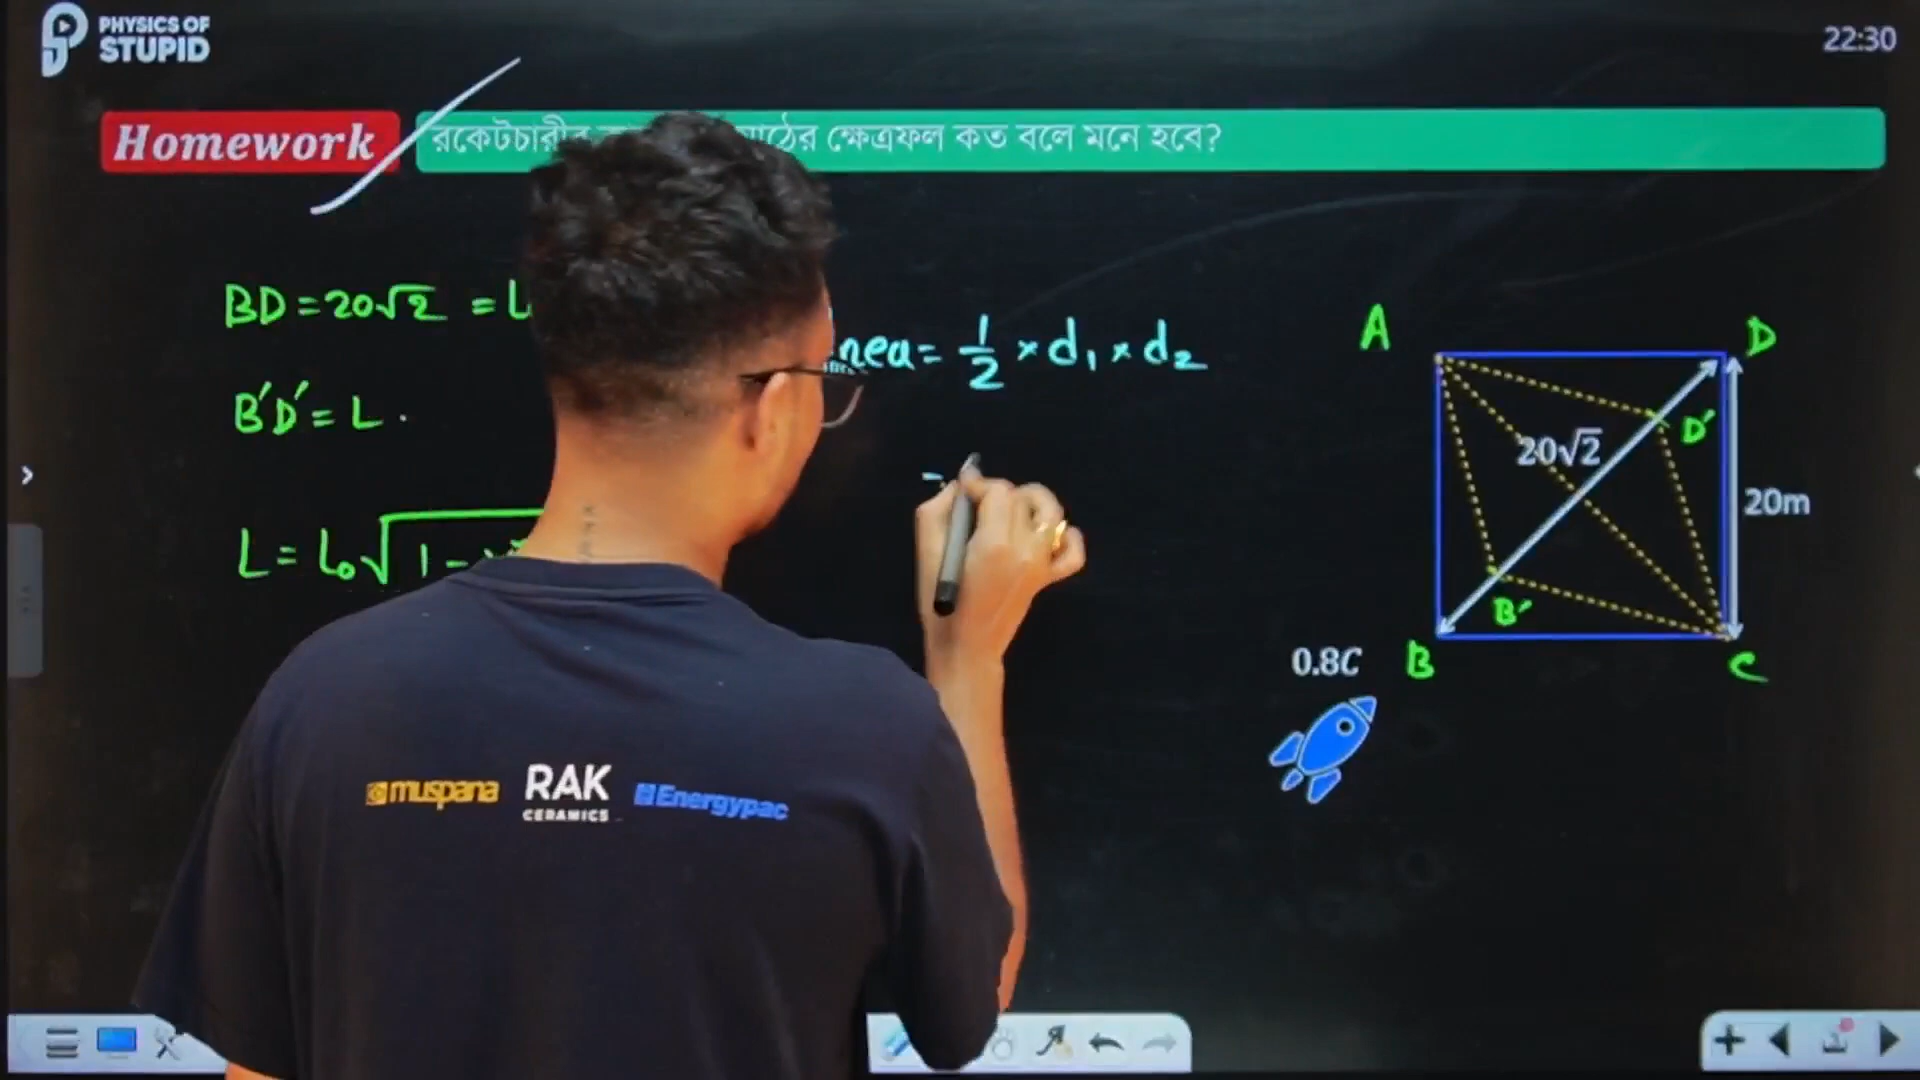 PHYSICS OF
STUPID
22:30
Homework
রকেটচারীর মাঠের ক্ষেত্রফল কত বলে মনে হবে?
BD = 20√2 = L
B′D′ = L .
L = L₀√1 -
Area = 1/2 × d₁ × d₂
=
A
D
D′
20√2
20m
B′
B
C
0.8C
muspana
RAK
CERAMICS
Energypac